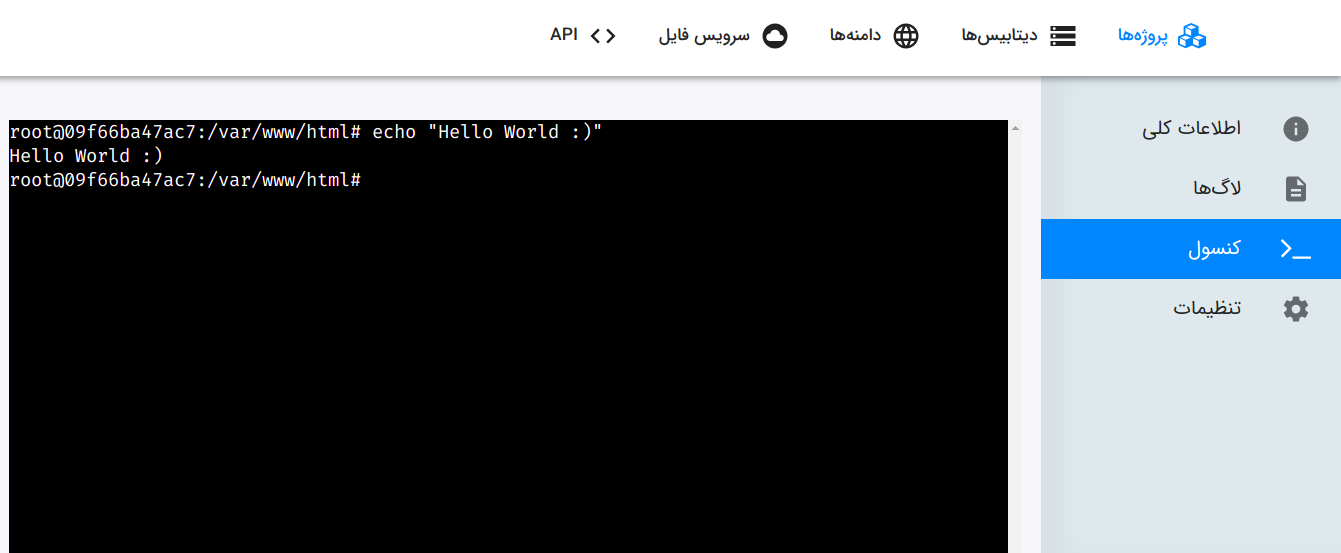 پروژه‌ها
دیتابیس‌ها
دامنه‌ها
سرویس فایل
API
اطلاعات کلی
لاگ‌ها
کنسول
تنظیمات
root@09f66ba47ac7:/var/www/html# echo "Hello World :)"
Hello World :)
root@09f66ba47ac7:/var/www/html#